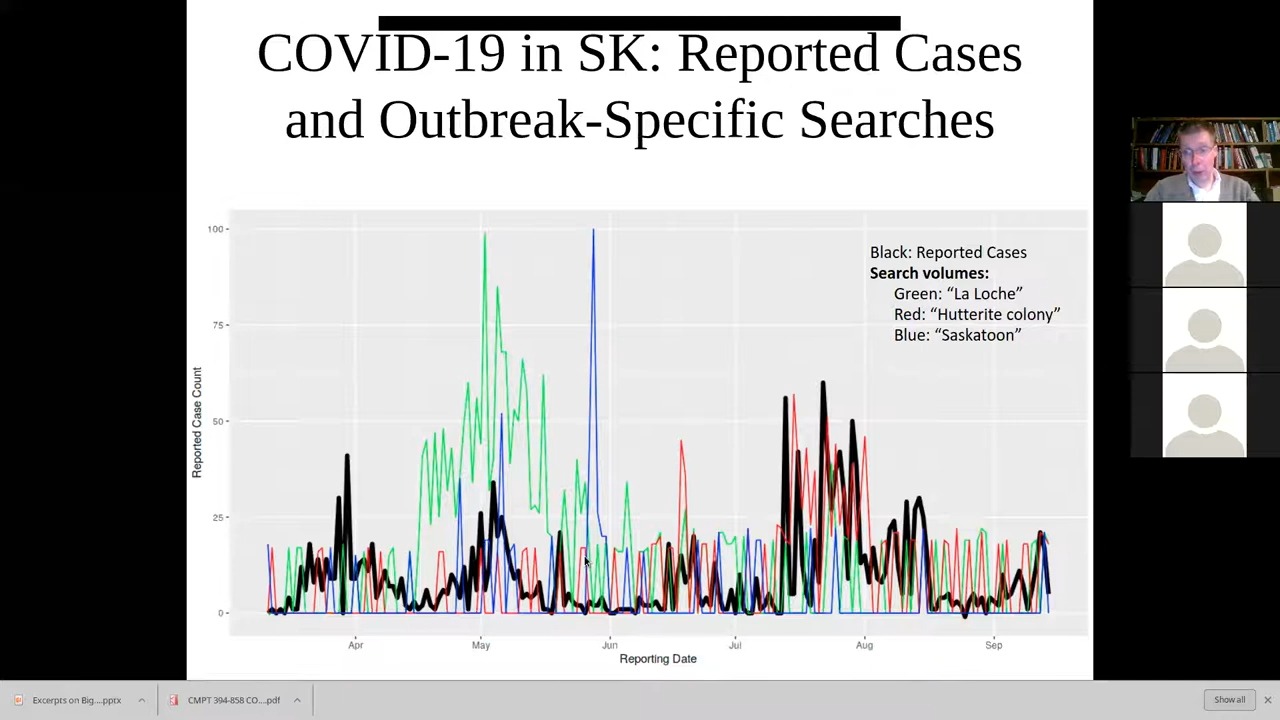 COVID-19 in SK: Reported Cases
and Outbreak-Specific Searches
Black: Reported Cases
Search volumes:
Green: “La Loche”
Red: “Hutterite colony”
Blue: “Saskatoon”
Reported Case Count
100
75
50
25
0
Apr May Jun Jul Aug Sep
Reporting Date
Excerpts on Big....pptx
CMPT 394-858 CO....pdf
Show all